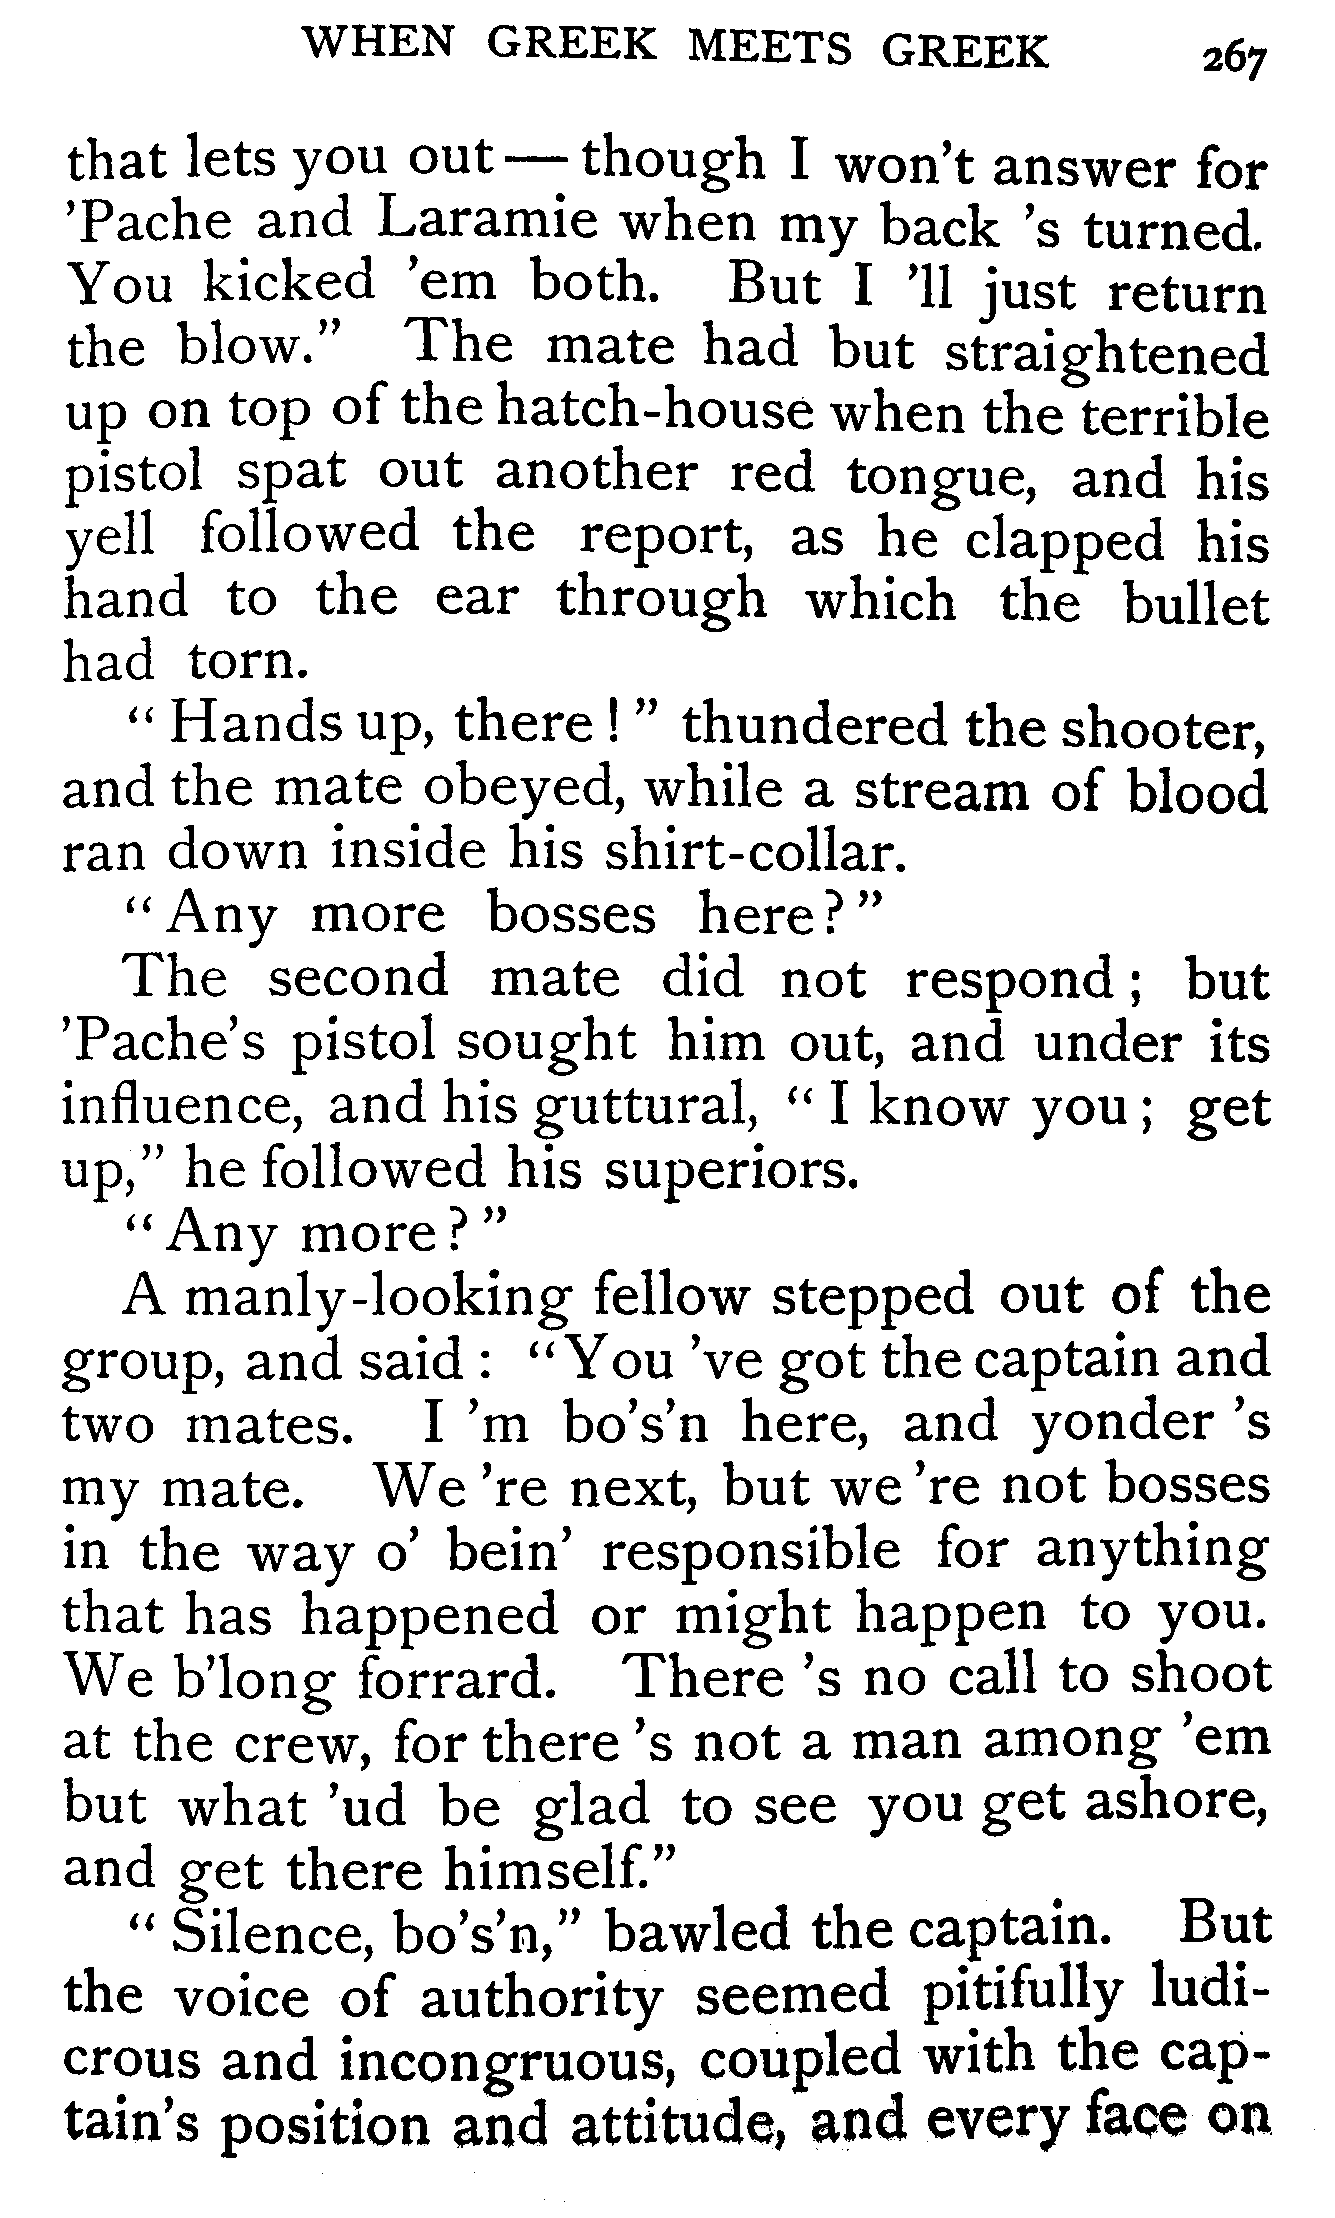 WHEN GREEK MEETS GREEK 267
that lets you out — though I won't answer for
'Pache and Laramie when my back 's turned.
You kicked 'em both. But I 'll just return
the blow." The mate had but straightened
up on top of the hatch-house when the terrible
pistol spat out another red tongue, and his
yell followed the report, as he clapped his
hand to the ear through which the bullet
had torn.
"Hands up, there!" thundered the shooter,
and the mate obeyed, while a stream of blood
ran down inside his shirt-collar.
"Any more bosses here?"
The second mate did not respond; but
'Pache's pistol sought him out, and under its
influence, and his guttural, "I know you; get
up," he followed his superiors.
"Any more?"
A manly-looking fellow stepped out of the
group, and said: "You 've got the captain and
two mates. I 'm bo's'n here, and yonder 's
my mate. We 're next, but we 're not bosses
in the way o' bein' responsible for anything
that has happened or might happen to you.
We b'long forrard. There 's no call to shoot
at the crew, for there 's not a man among 'em
but what 'ud be glad to see you get ashore,
and get there himself."
"Silence, bo's'n," bawled the captain. But
the voice of authority seemed pitifully ludi-
crous and incongruous, coupled with the cap-
tain's position and attitude, and every face on